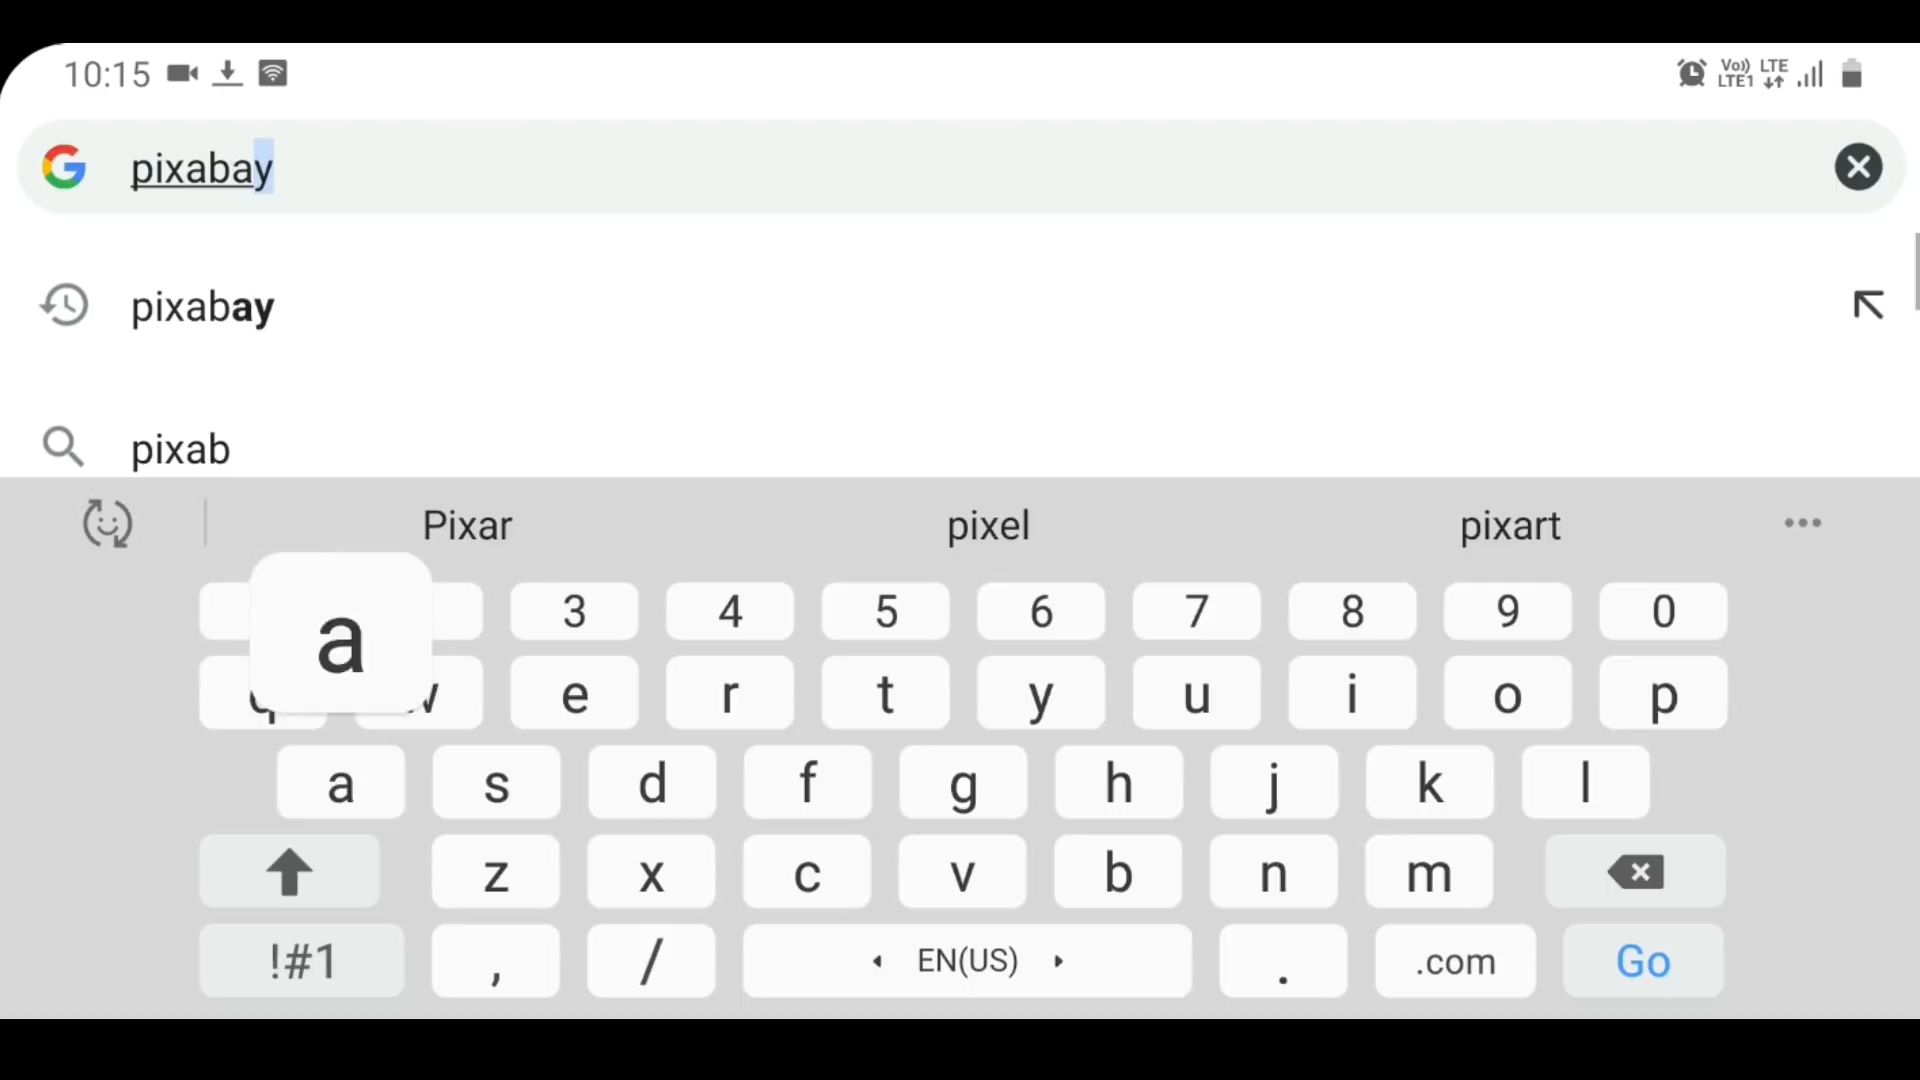 10:15 Vo)) LTE1 LTE
pixabay
pixabay
pixab
Pixar pixel pixart
3 4 5 6 7 8 9 0
a
q w e r t y u i o p
a s d f g h j k l
z x c v b n m
!#1 , / EN(US) . .com Go